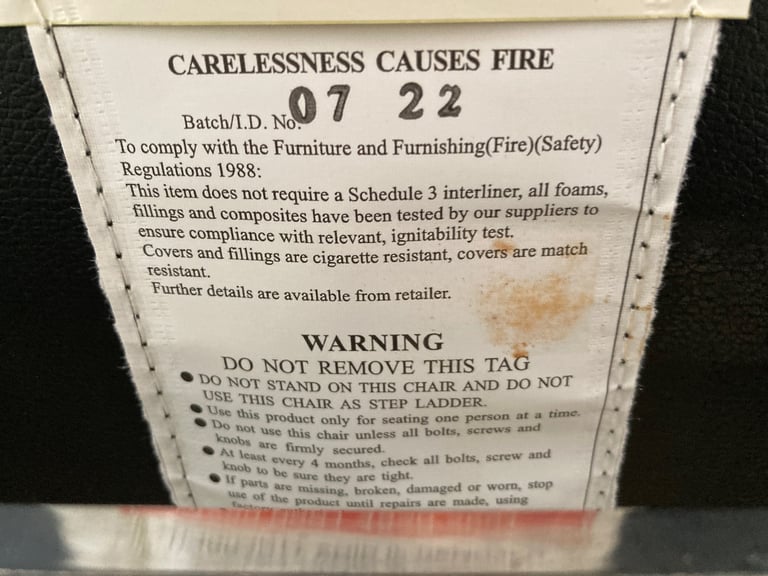 CARELESSNESS CAUSES FIRE
Batch/I.D. No. 07 22
To comply with the Furniture and Furnishing(Fire)(Safety)
Regulations 1988:
This item does not require a Schedule 3 interliner, all foams,
fillings and composites have been tested by our suppliers to
ensure compliance with relevant, ignitability test.
Covers and fillings are cigarette resistant, covers are match
resistant.
Further details are available from retailer.
WARNING
DO NOT REMOVE THIS TAG
● DO NOT STAND ON THIS CHAIR AND DO NOT
USE THIS CHAIR AS STEP LADDER.
● Use this product only for seating one person at a time.
● Do not use this chair unless all bolts, screws and
knobs are firmly secured.
● At least every 4 months, check all bolts, screw and
knob to be sure they are tight.
● If parts are missing, broken, damaged or worn, stop
use of the product until repairs are made, using